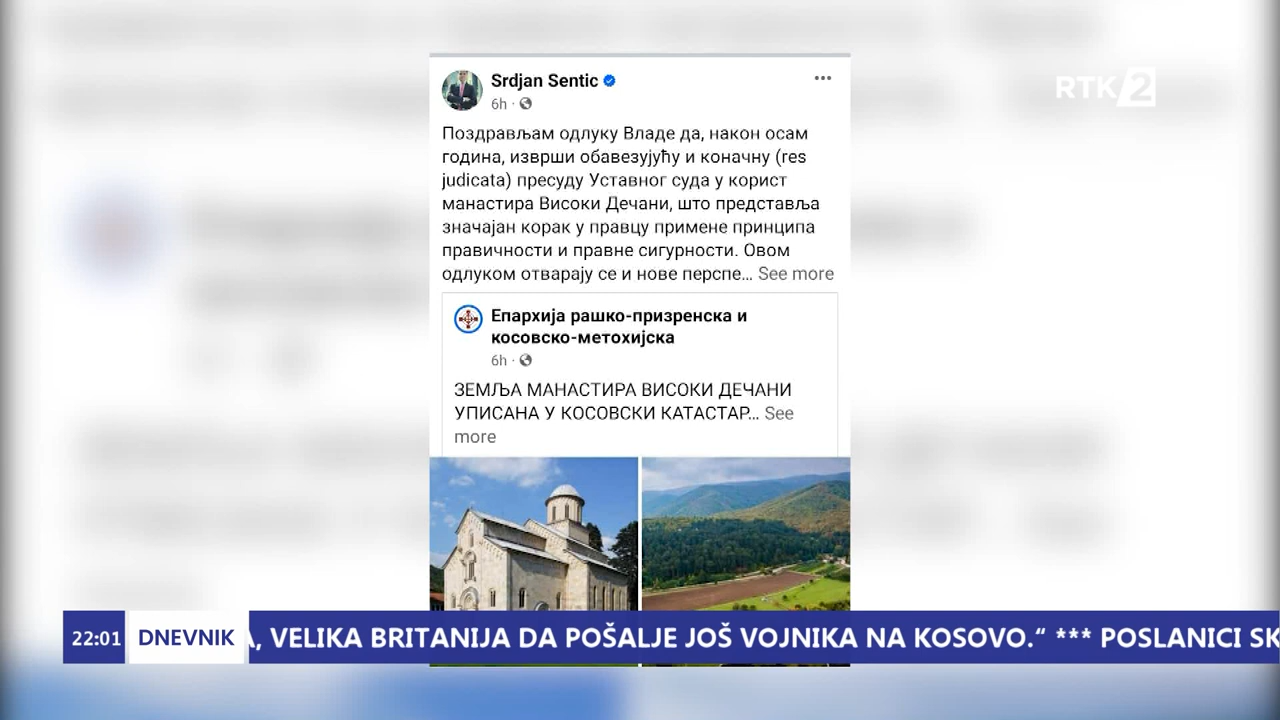 RTK 2
Srdjan Sentic
6h ·
Поздрављам одлуку Владе да, након осам
година, изврши обавезујућу и коначну (res
judicata) пресуду Уставног суда у корист
манастира Високи Дечани, што представља
значајан корак у правцу примене принципа
правичности и правне сигурности. Овом
одлуком отварају се и нове перспе... See more
Епархија рашко-призренска и
косовско-метохијска
6h ·
ЗЕМЉА МАНАСТИРА ВИСОКИ ДЕЧАНИ
УПИСАНА У КОСОВСКИ КАТАСТАР... See
more
22:01 DNEVNIK , VELIKA BRITANIJA DA POŠALJE JOŠ VOJNIKA NA KOSOVO.“ *** POSLANICI SK